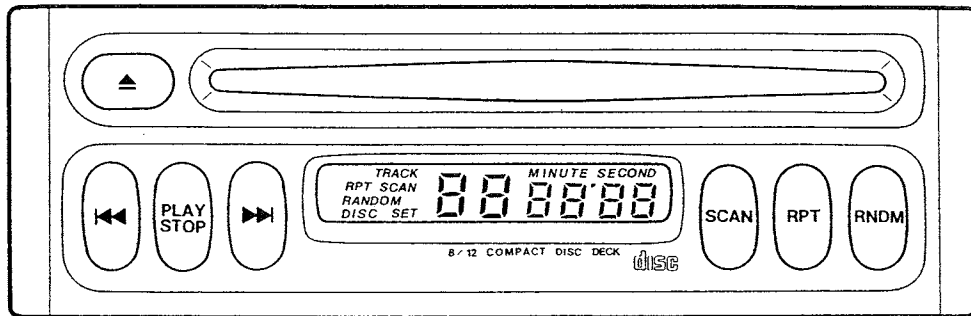 PLAY
STOP
TRACK
RPT SCAN
RANDOM
DISC SET
MINUTE SECOND
88 88'88
8/12 COMPACT DISC DECK
disc
SCAN
RPT
RNDM